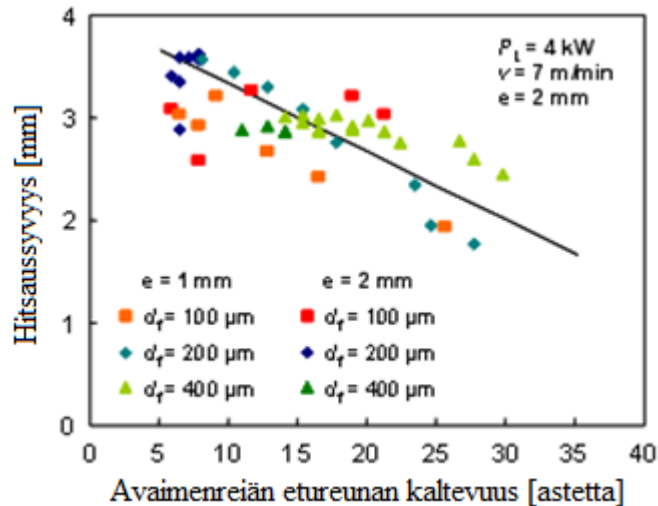 Hitsaussyvyys [mm]
4
3
2
1
0
P_L = 4 kW
v = 7 m/min
e = 2 mm
e = 1 mm e = 2 mm
d_f = 100 µm d_f = 100 µm
d_f = 200 µm d_f = 200 µm
d_f = 400 µm d_f = 400 µm
0 5 10 15 20 25 30 35 40
Avaimenreiän etureunan kaltevuus [astetta]